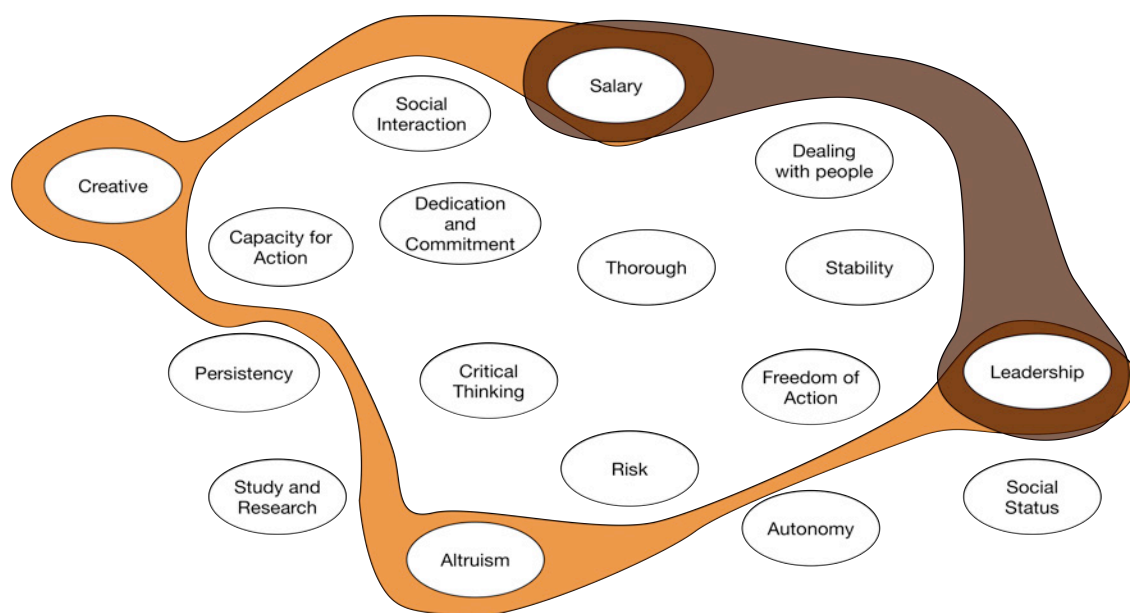 Salary
Social
Interaction
Dealing
with people
Creative
Dedication
and
Commitment
Capacity for
Action
Thorough
Stability
Persistency
Critical
Thinking
Freedom of
Action
Leadership
Risk
Study and
Research
Social
Status
Autonomy
Altruism